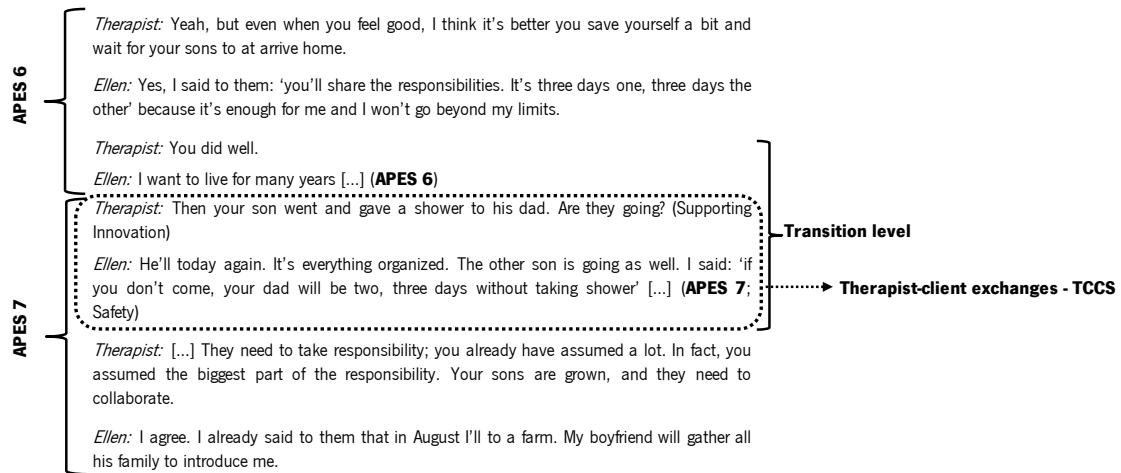 APES 6
Therapist: Yeah, but even when you feel good, I think it's better you save yourself a bit and
wait for your sons to at arrive home.
Ellen: Yes, I said to them: 'you'll share the responsibilities. It's three days one, three days the
other' because it's enough for me and I won't go beyond my limits.
Therapist: You did well.
Ellen: I want to live for many years [...] (APES 6)
APES 7
Therapist: Then your son went and gave a shower to his dad. Are they going? (Supporting
Innovation)
Ellen: He'll today again. It's everything organized. The other son is going as well. I said: 'if
you don't come, your dad will be two, three days without taking shower' [...] (APES 7;
Safety)
Transition level
Therapist-client exchanges - TCCS
Therapist: [...] They need to take responsibility; you already have assumed a lot. In fact, you
assumed the biggest part of the responsibility. Your sons are grown, and they need to
collaborate.
Ellen: I agree. I already said to them that in August I'll to a farm. My boyfriend will gather all
his family to introduce me.